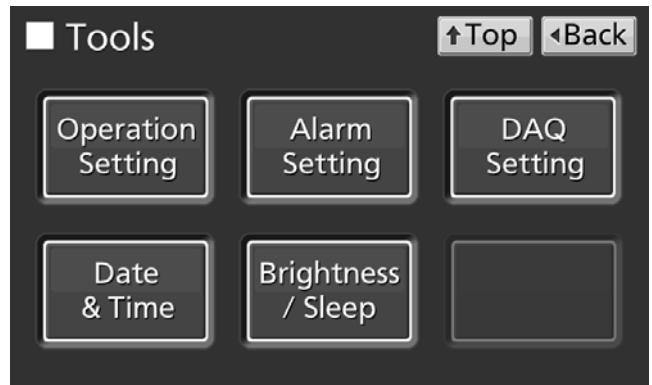 Tools
Top
Back
Operation
Setting
Alarm
Setting
DAQ
Setting
Date
& Time
Brightness
/ Sleep